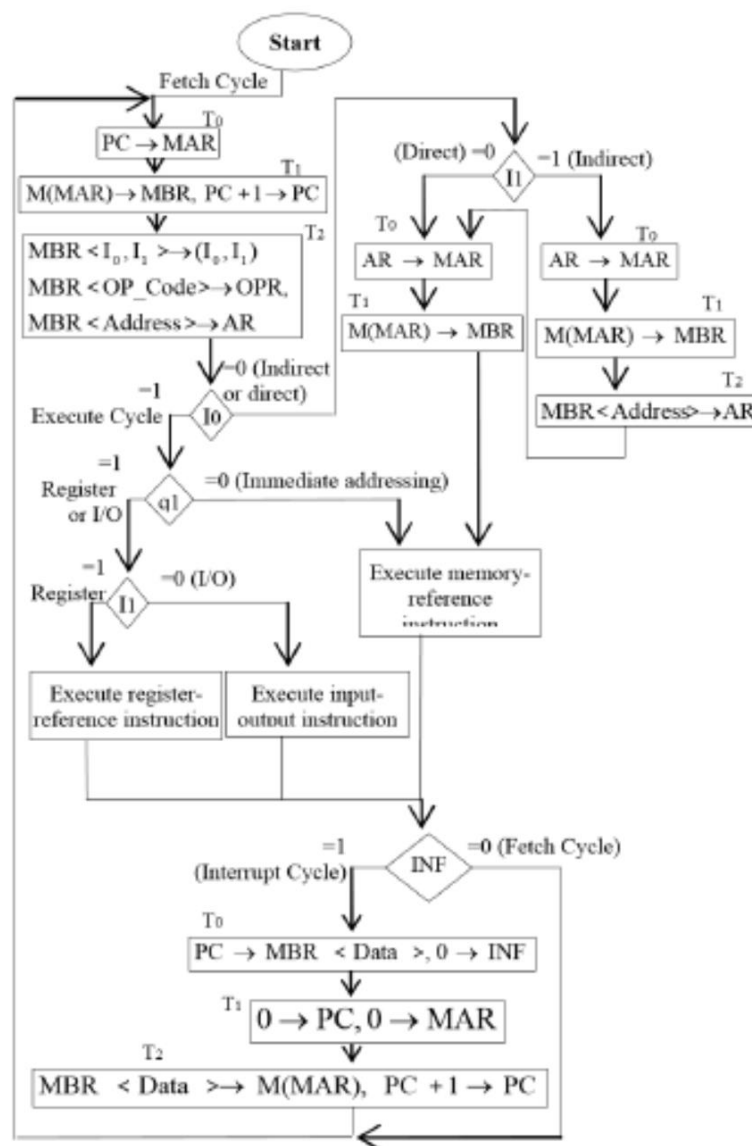 Start
Fetch Cycle
T₀
PC → MAR
T₁
M(MAR) → MBR, PC + 1 → PC
T₂
MBR < I₀, I₁ >→ (I₀, I₁)
MBR < OP_Code >→ OPR,
MBR < Address >→ AR
=0 (Indirect
or direct)
=1
Execute Cycle
I0
(Direct) =0
I1
=1 (Indirect)
T₀
AR → MAR
T₁
M(MAR) → MBR
T₀
AR → MAR
T₁
M(MAR) → MBR
T₂
MBR < Address >→ AR
=1
Register
or I/O
q1
=0 (Immediate addressing)
=1
Register
I1
=0 (I/O)
Execute memory-
reference
instruction
Execute register-
reference instruction
Execute input-
output instruction
=1
(Interrupt Cycle)
INF
=0 (Fetch Cycle)
T₀
PC → MBR < Data >, 0 → INF
T₁
0 → PC, 0 → MAR
T₂
MBR < Data >→ M(MAR), PC + 1 → PC